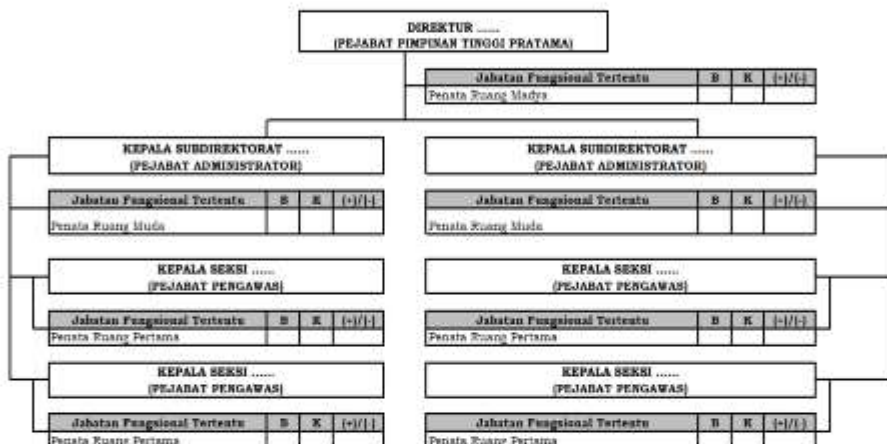 DIREKTUR ......
(PEJABAT PIMPINAN TINGGI PRATAMA)
Jabatan Fungsional Tertentu B K (+)/(-)
Penata Ruang Madya
KEPALA SUBDIREKTORAT ......
(PEJABAT ADMINISTRATOR)
Jabatan Fungsional Tertentu B K (+)/(-)
Penata Ruang Muda
KEPALA SEKSI ......
(PEJABAT PENGAWAS)
Jabatan Fungsional Tertentu B K (+)/(-)
Penata Ruang Pertama
KEPALA SEKSI ......
(PEJABAT PENGAWAS)
Jabatan Fungsional Tertentu B K (+)/(-)
Penata Ruang Pertama
KEPALA SUBDIREKTORAT ......
(PEJABAT ADMINISTRATOR)
Jabatan Fungsional Tertentu B K (+)/(-)
Penata Ruang Muda
KEPALA SEKSI ......
(PEJABAT PENGAWAS)
Jabatan Fungsional Tertentu B K (+)/(-)
Penata Ruang Pertama
KEPALA SEKSI ......
(PEJABAT PENGAWAS)
Jabatan Fungsional Tertentu B K (+)/(-)
Penata Ruang Pertama